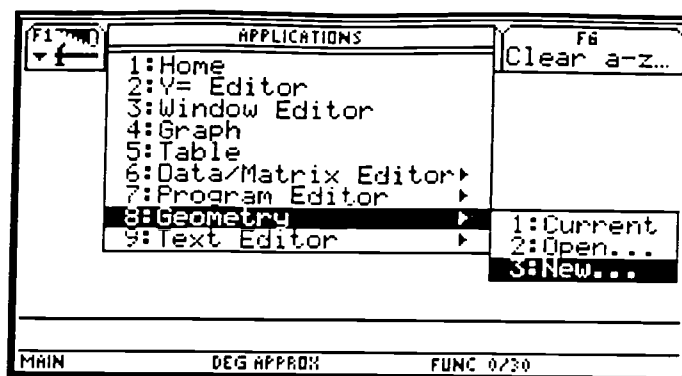 F1 APPLICATIONS F6
Clear a-z…
1:Home
2:Y= Editor
3:Window Editor
4:Graph
5:Table
6:Data/Matrix Editor▸
7:Program Editor ▸
8:Geometry ▸
9:Text Editor ▸
1:Current
2:Open...
3:New...
MAIN DEG APPROX FUNC 0/30